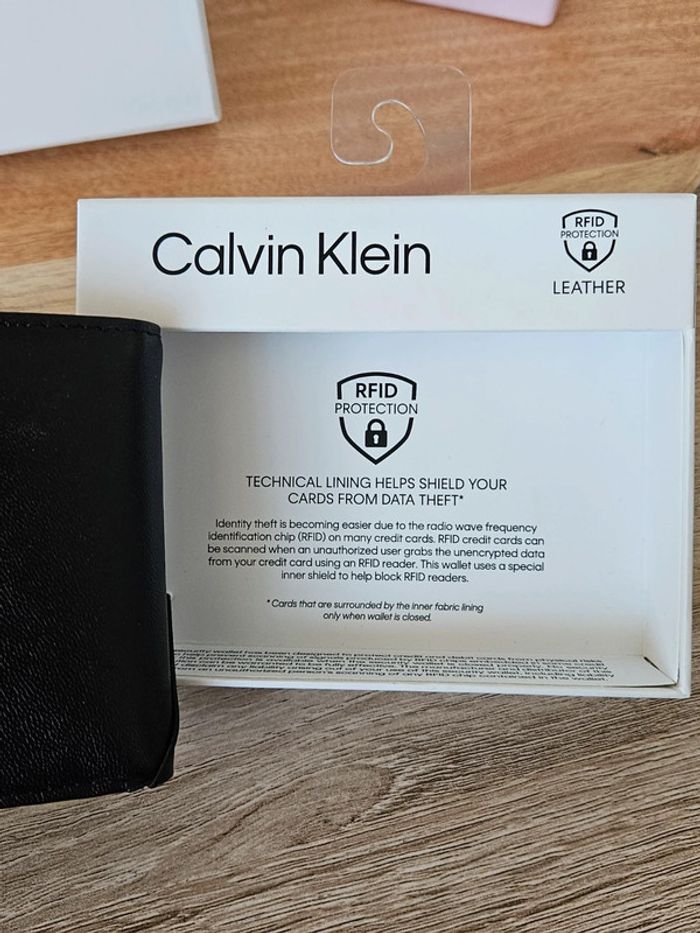 Calvin Klein
RFID
PROTECTION
LEATHER
RFID
PROTECTION
TECHNICAL LINING HELPS SHIELD YOUR
CARDS FROM DATA THEFT*
Identity theft is becoming easier due to the radio wave frequency
identification chip (RFID) on many credit cards. RFID credit cards can
be scanned when an unauthorized user grabs the unencrypted data
from your credit card using an RFID reader. This wallet uses a special
inner shield to help block RFID readers.
* Cards that are surrounded by the inner fabric lining
only when wallet is closed.